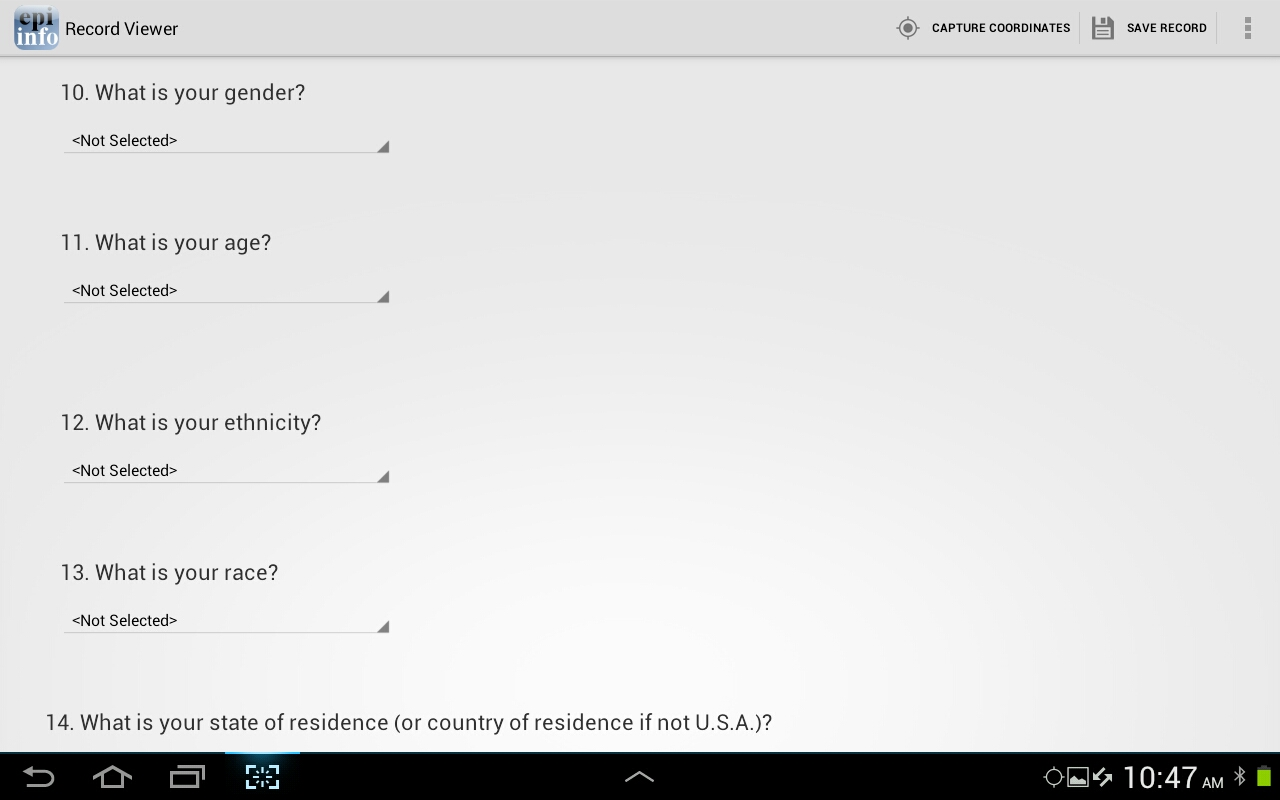 epi
info
Record Viewer
CAPTURE COORDINATES
SAVE RECORD
10. What is your gender?
<Not Selected>
11. What is your age?
<Not Selected>
12. What is your ethnicity?
<Not Selected>
13. What is your race?
<Not Selected>
14. What is your state of residence (or country of residence if not U.S.A.)?
10:47 AM